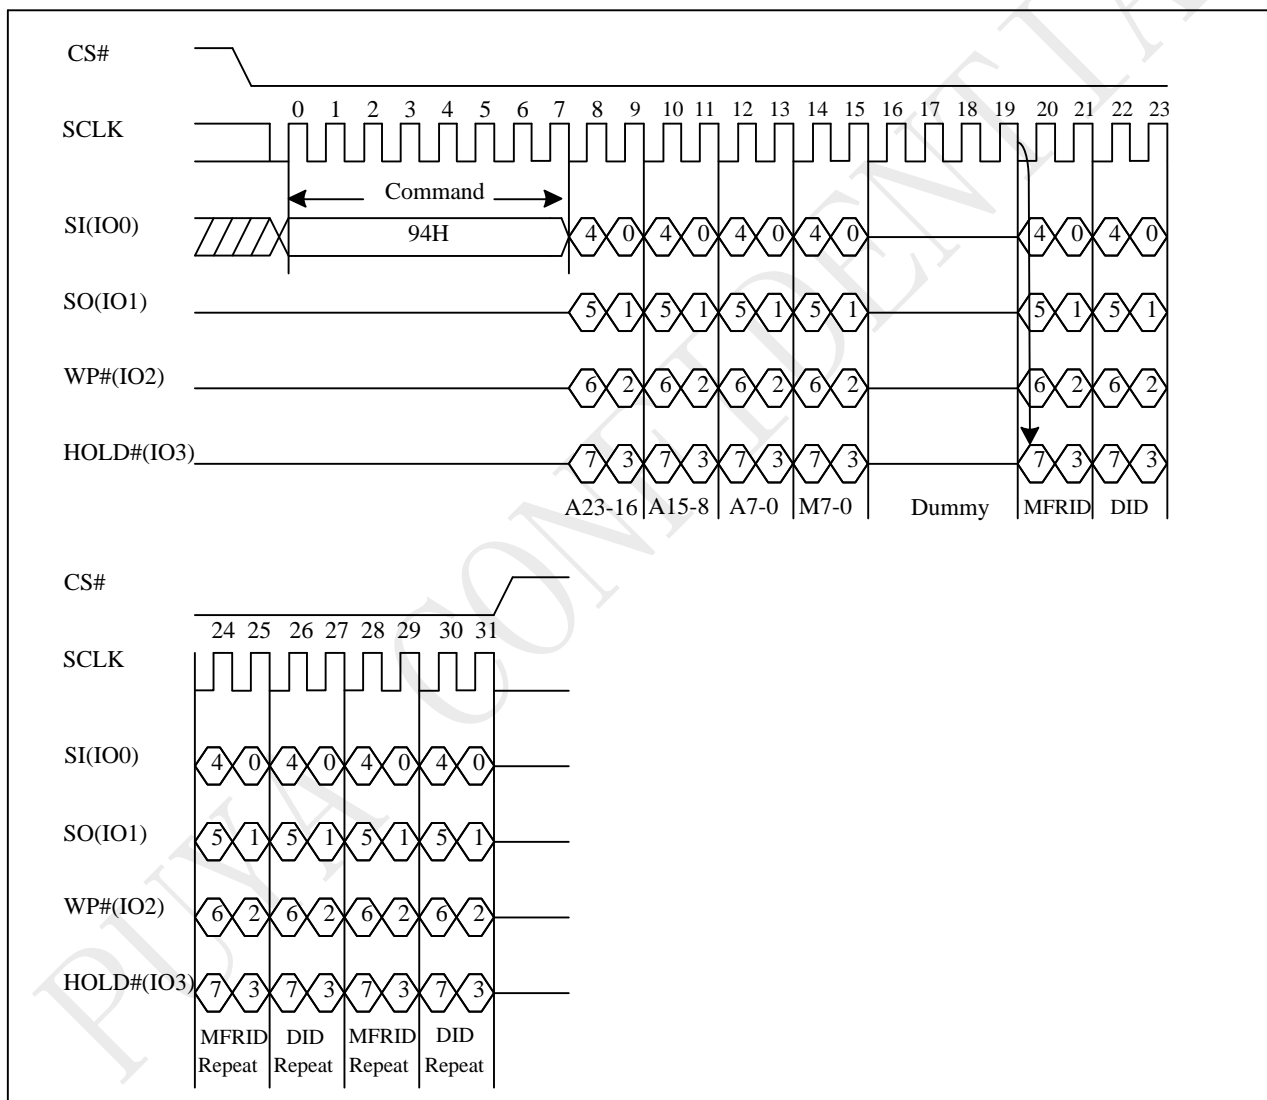 CS#
0 1 2 3 4 5 6 7 8 9 10 11 12 13 14 15 16 17 18 19 20 21 22 23
SCLK
Command
SI(IO0) 94H 4 0 4 0 4 0 4 0 4 0 4 0
SO(IO1) 5 1 5 1 5 1 5 1 5 1 5 1
WP#(IO2) 6 2 6 2 6 2 6 2 6 2 6 2
HOLD#(IO3) 7 3 7 3 7 3 7 3 7 3 7 3
A23-16 A15-8 A7-0 M7-0 Dummy MFRID DID
CS#
24 25 26 27 28 29 30 31
SCLK
SI(IO0) 4 0 4 0 4 0 4 0
SO(IO1) 5 1 5 1 5 1 5 1
WP#(IO2) 6 2 6 2 6 2 6 2
HOLD#(IO3) 7 3 7 3 7 3 7 3
MFRID DID MFRID DID
Repeat Repeat Repeat Repeat
PUYA CONFIDENTIA